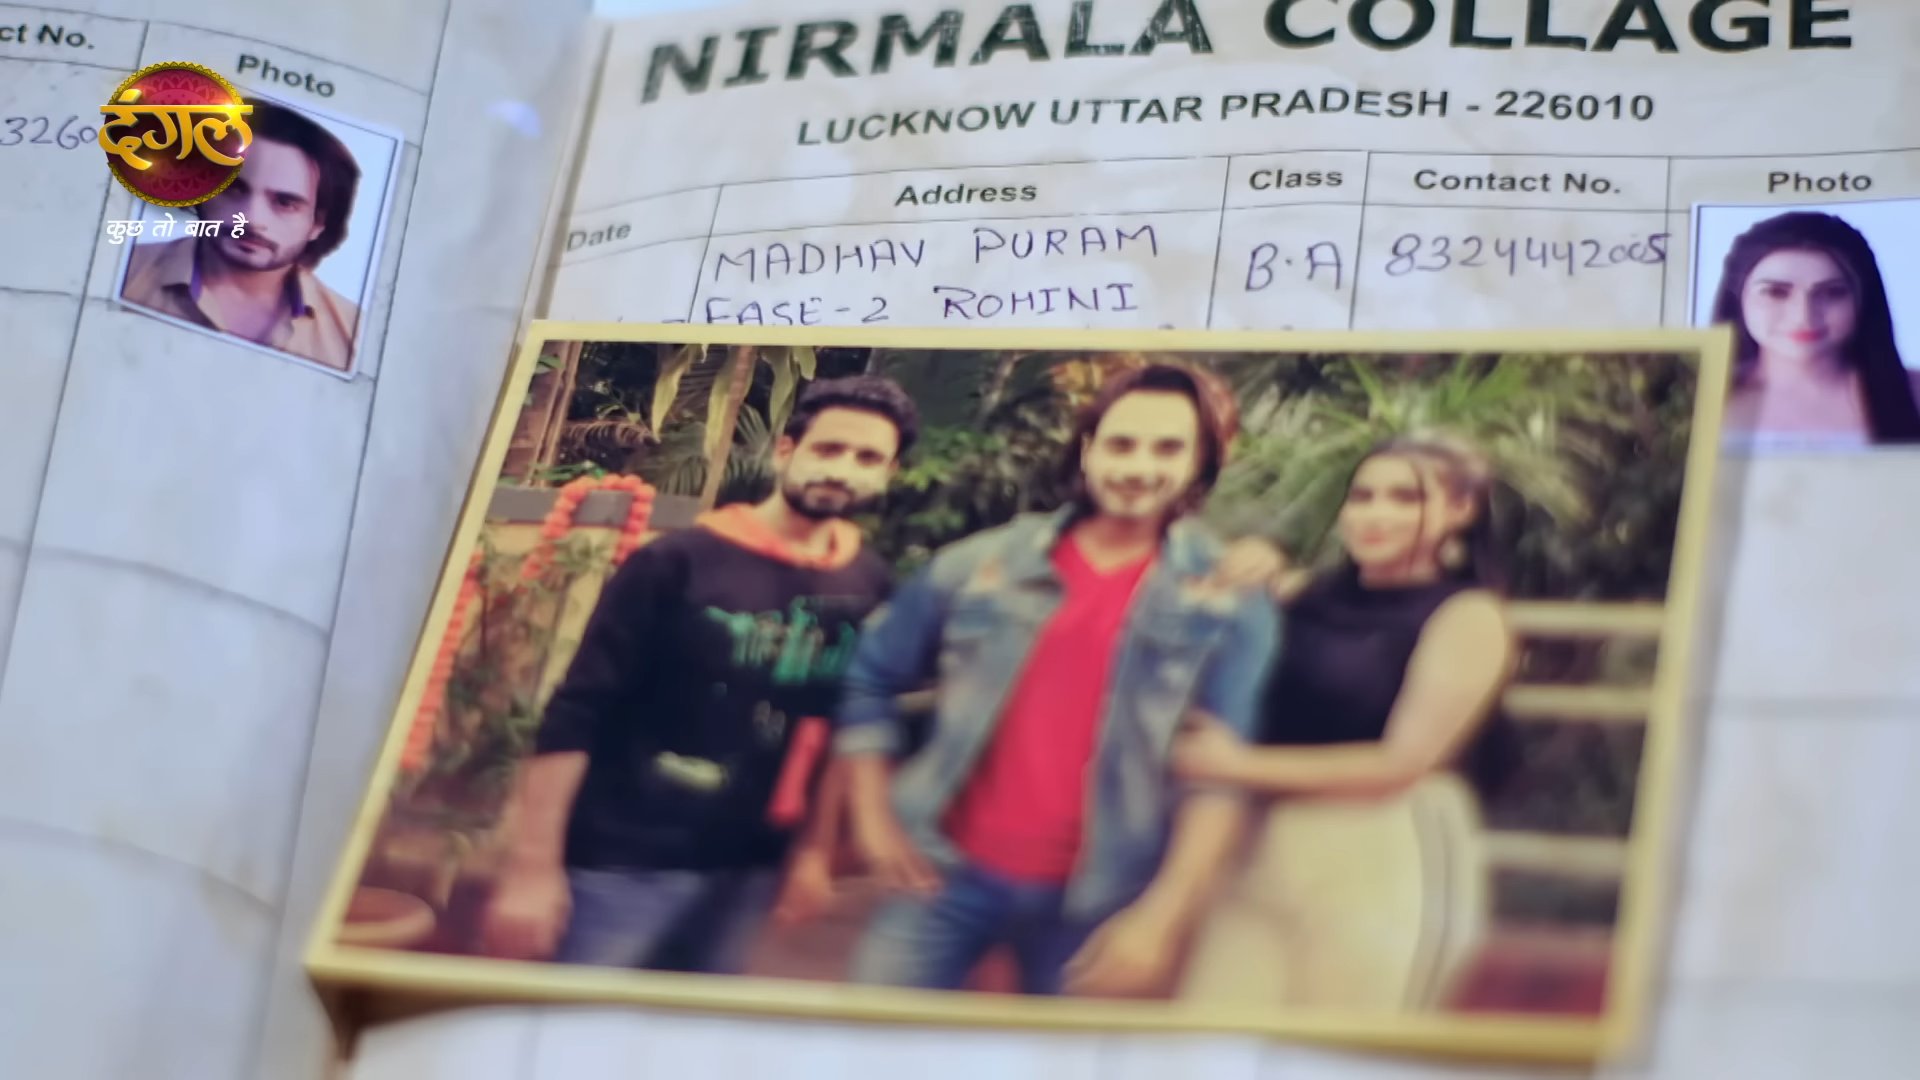 ct No.
Photo
3260
दंगल
कुछ तो बात है
NIRMALA COLLAGE
LUCKNOW UTTAR PRADESH - 226010
Date
Address
Class
Contact No.
Photo
MADHAV PURAM
B.A
8324442005
FASE-2 ROHINI